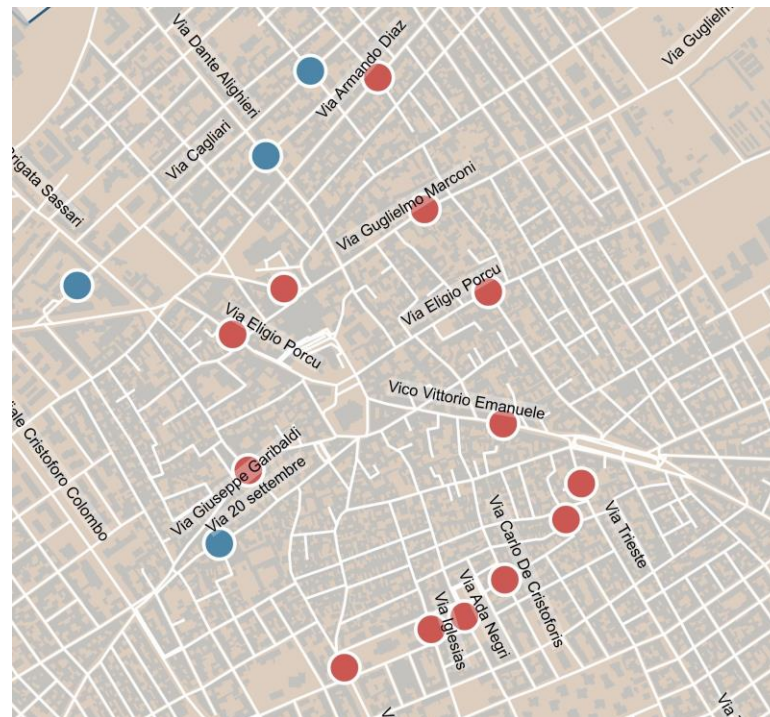 Via Dante Alighieri
Via Armando Diaz
Via Guglielm
Via Cagliari
Brigata Sassari
Via Guglielmo Marconi
Via Eligio Porcu
Via Eligio Porcu
Vico Vittorio Emanuele
ale Cristoforo Colombo
Via Giuseppe Garibaldi
Via 20 settembre
Via Carlo De Cristoforis
Via Trieste
Via Ada Negri
Via Iglesias